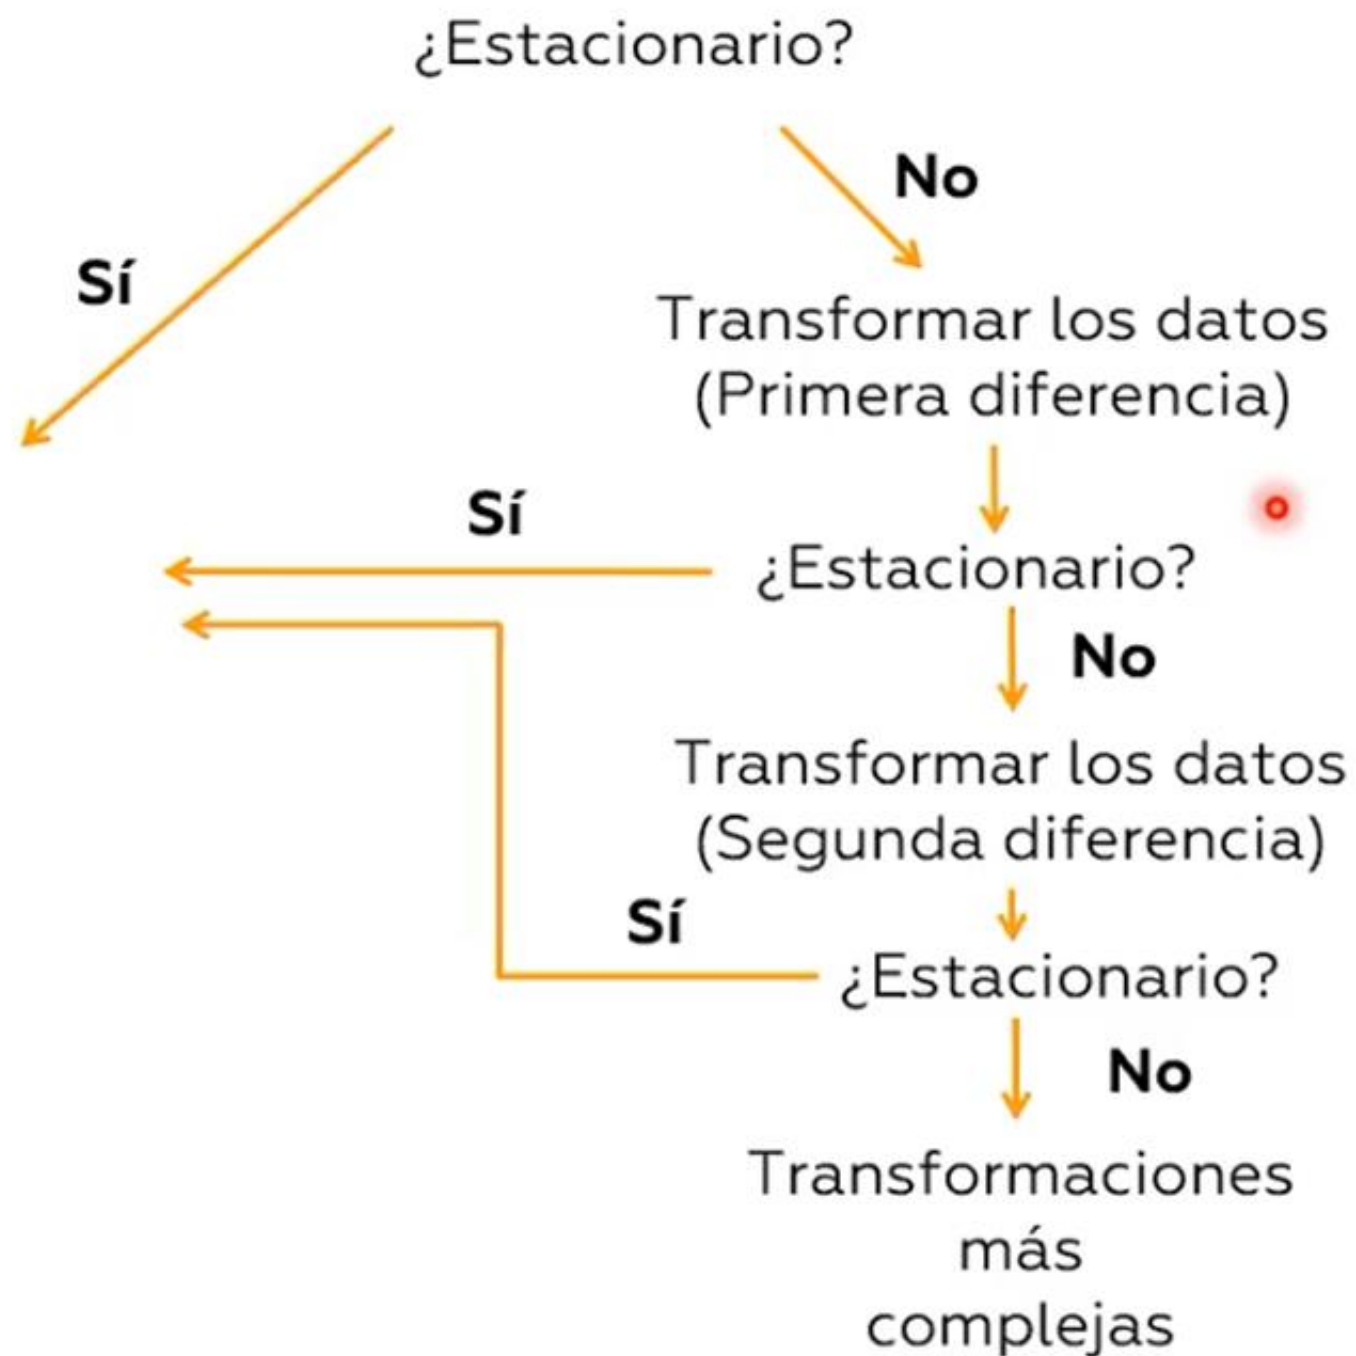 ¿Estacionario?
No
Sí
Transformar los datos
(Primera diferencia)
Sí
¿Estacionario?
No
Transformar los datos
(Segunda diferencia)
Sí
¿Estacionario?
No
Transformaciones
más
complejas